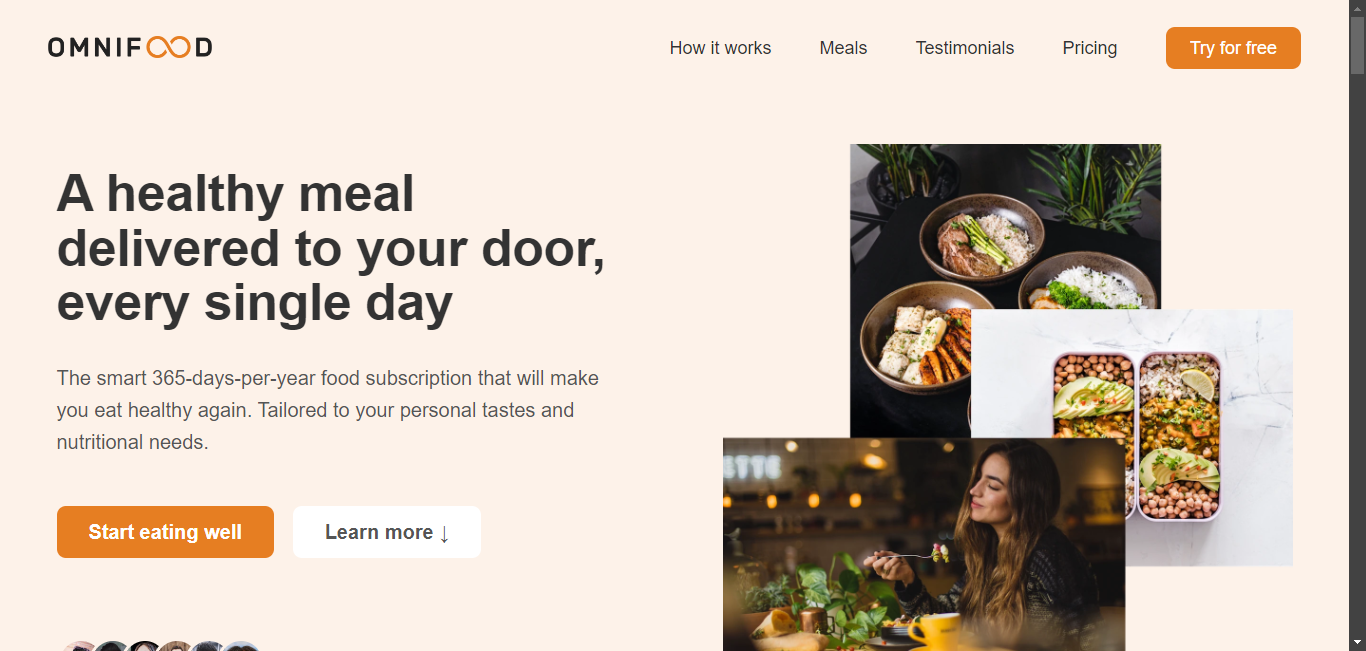 OMNIFOOD
How it works
Meals
Testimonials
Pricing
Try for free
A healthy meal
delivered to your door,
every single day
The smart 365-days-per-year food subscription that will make
you eat healthy again. Tailored to your personal tastes and
nutritional needs.
Start eating well
Learn more ↓
ETTE